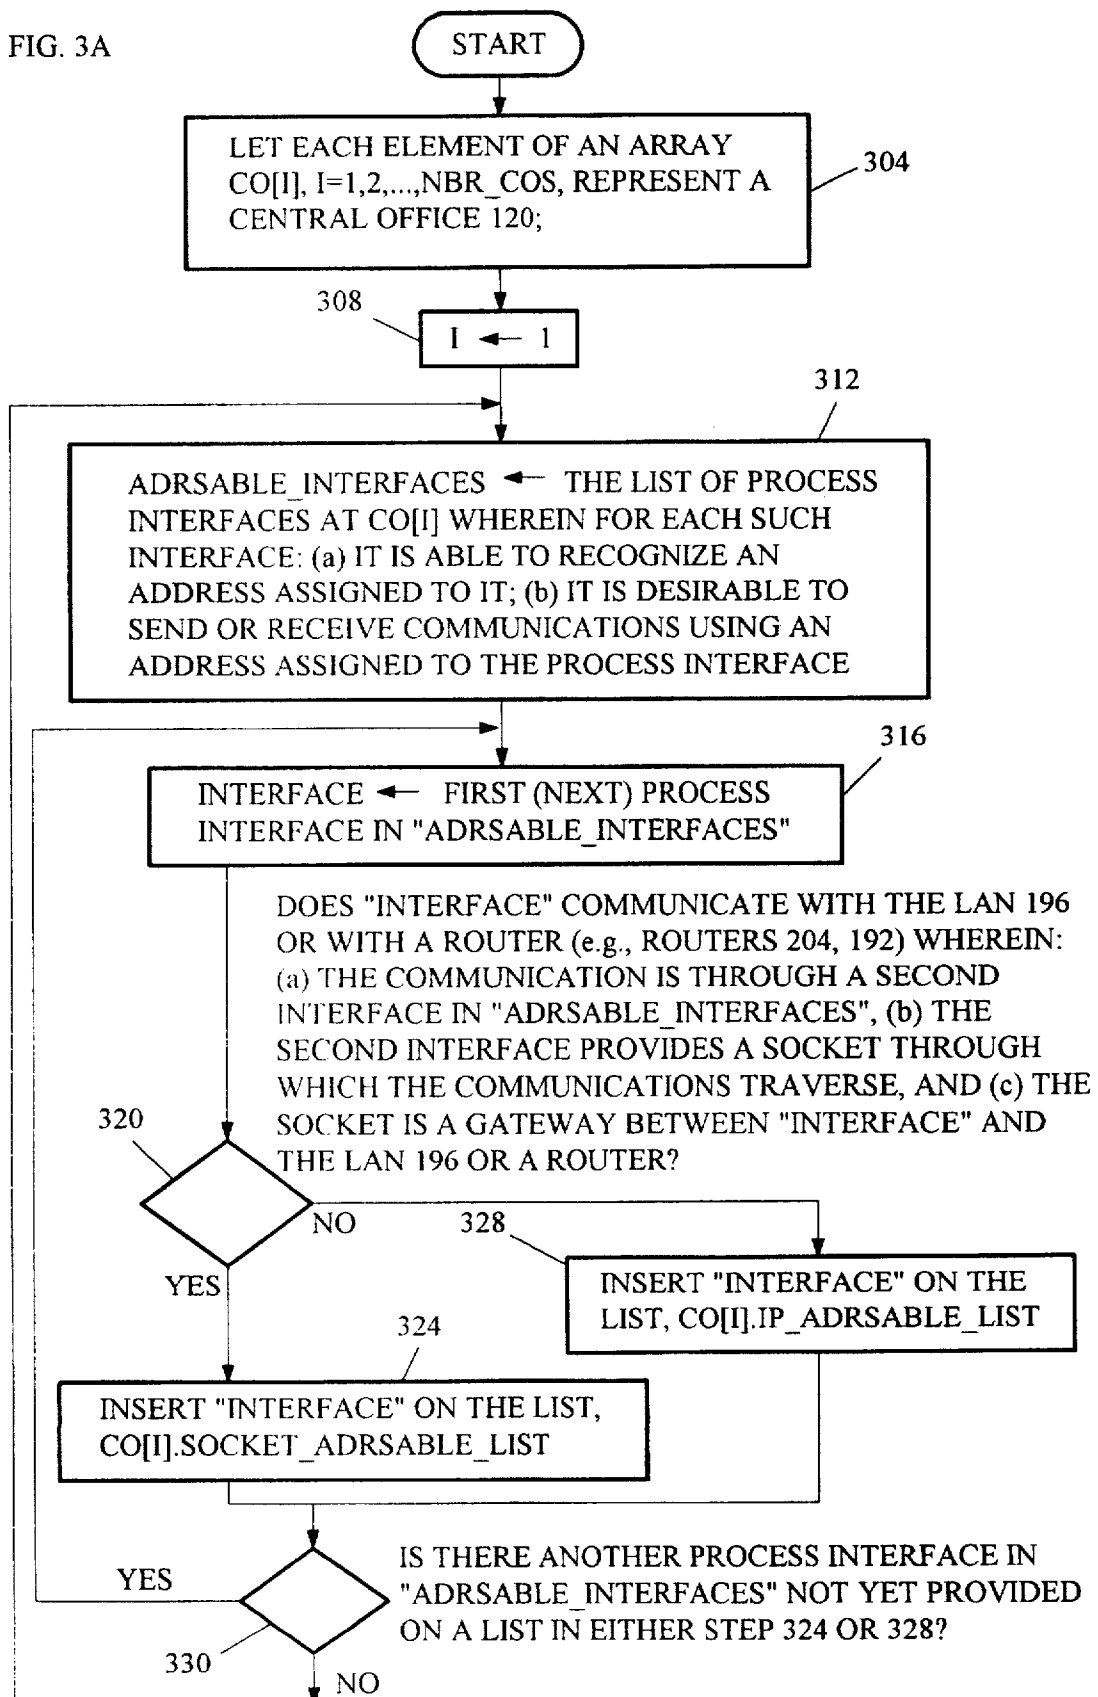 FIG. 3A
START
LET EACH ELEMENT OF AN ARRAY
CO[I], I=1,2,...,NBR_COS, REPRESENT A
CENTRAL OFFICE 120;
304
308
I ← 1
312
ADRSABLE_INTERFACES ← THE LIST OF PROCESS
INTERFACES AT CO[I] WHEREIN FOR EACH SUCH
INTERFACE: (a) IT IS ABLE TO RECOGNIZE AN
ADDRESS ASSIGNED TO IT; (b) IT IS DESIRABLE TO
SEND OR RECEIVE COMMUNICATIONS USING AN
ADDRESS ASSIGNED TO THE PROCESS INTERFACE
316
INTERFACE ← FIRST (NEXT) PROCESS
INTERFACE IN "ADRSABLE_INTERFACES"
DOES "INTERFACE" COMMUNICATE WITH THE LAN 196
OR WITH A ROUTER (e.g., ROUTERS 204, 192) WHEREIN:
(a) THE COMMUNICATION IS THROUGH A SECOND
INTERFACE IN "ADRSABLE_INTERFACES", (b) THE
SECOND INTERFACE PROVIDES A SOCKET THROUGH
WHICH THE COMMUNICATIONS TRAVERSE, AND (c) THE
SOCKET IS A GATEWAY BETWEEN "INTERFACE" AND
THE LAN 196 OR A ROUTER?
320
NO
328
YES
INSERT "INTERFACE" ON THE
LIST, CO[I].IP_ADRSABLE_LIST
324
INSERT "INTERFACE" ON THE LIST,
CO[I].SOCKET_ADRSABLE_LIST
YES
IS THERE ANOTHER PROCESS INTERFACE IN
"ADRSABLE_INTERFACES" NOT YET PROVIDED
ON A LIST IN EITHER STEP 324 OR 328?
330
NO